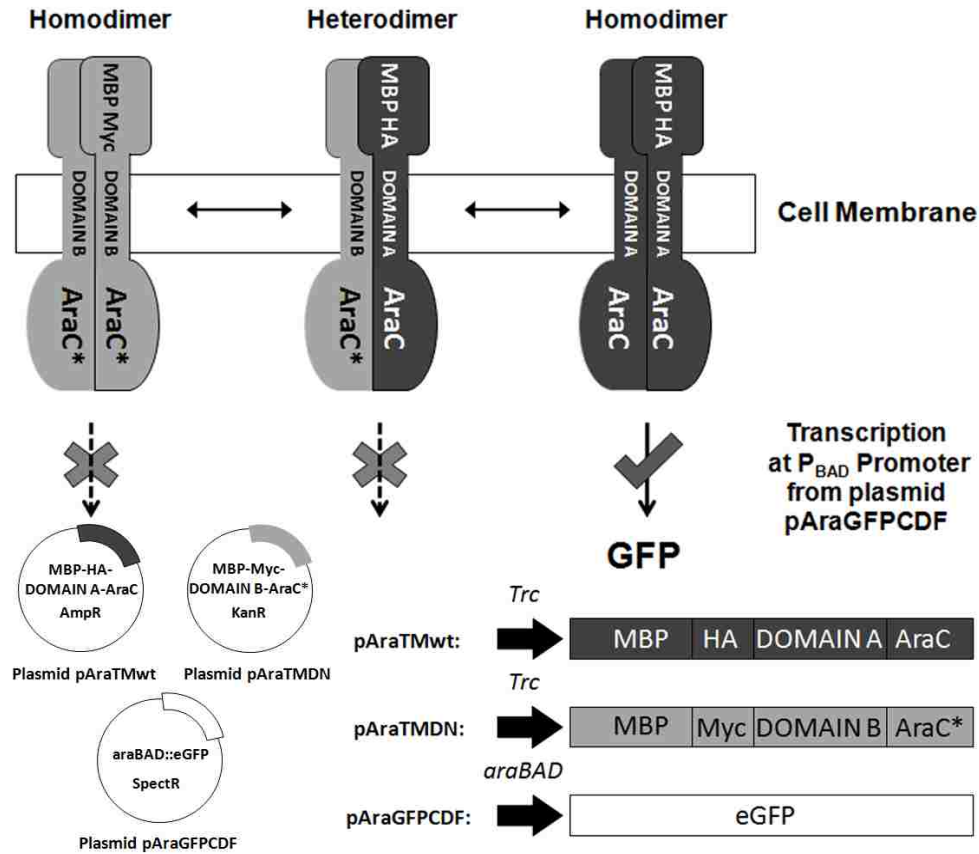 Homodimer
Heterodimer
Homodimer
MBP Myc
MBP HA
MBP HA
DOMAIN B
DOMAIN B
DOMAIN B
DOMAIN A
DOMAIN A
DOMAIN A
Cell Membrane
AraC*
AraC*
AraC*
AraC
AraC
AraC
Transcription
at PBAD Promoter
from plasmid
pAraGFPCDF
GFP
MBP-HA-
DOMAIN A-AraC
AmpR
Plasmid pAraTMwt
MBP-Myc-
DOMAIN B-AraC*
KanR
Plasmid pAraTMDN
araBAD::eGFP
SpectR
Plasmid pAraGFPCDF
Trc
pAraTMwt:
MBP HA DOMAIN A AraC
Trc
pAraTMDN:
MBP Myc DOMAIN B AraC*
araBAD
pAraGFPCDF:
eGFP